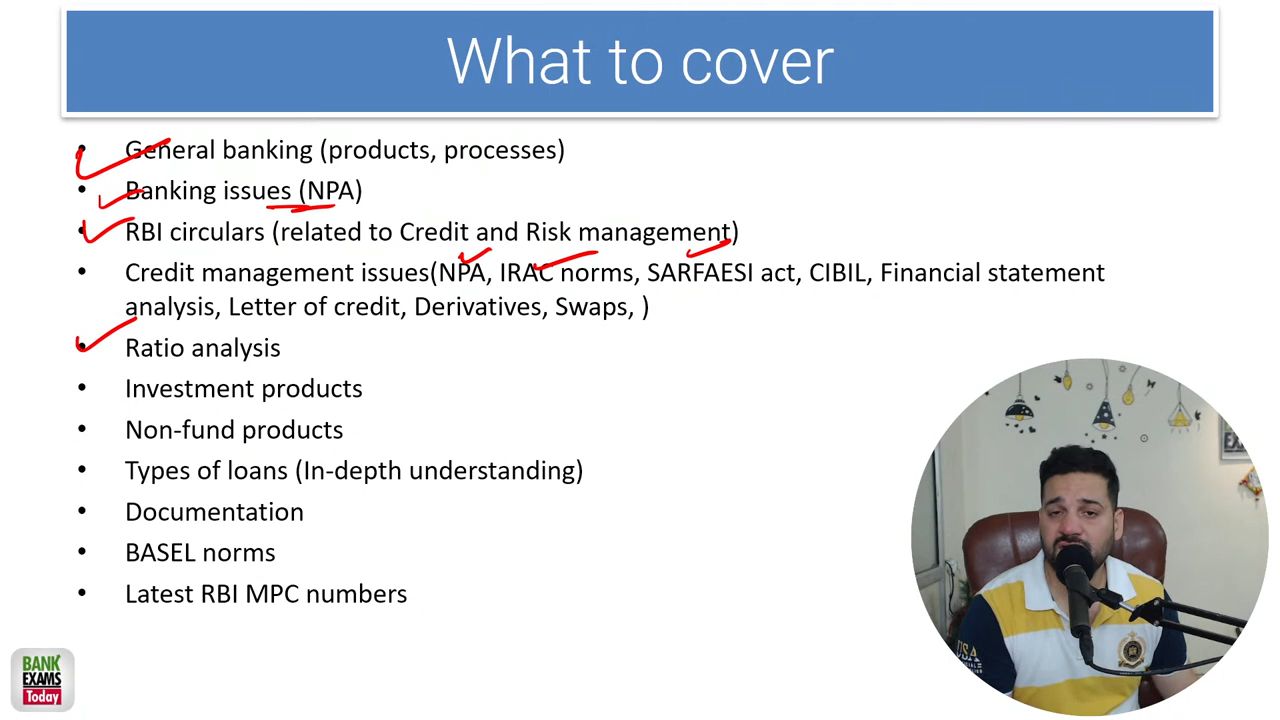 What to cover
• General banking (products, processes)
• Banking issues (NPA)
• RBI circulars (related to Credit and Risk management)
• Credit management issues(NPA, IRAC norms, SARFAESI act, CIBIL, Financial statement
analysis, Letter of credit, Derivatives, Swaps, )
• Ratio analysis
• Investment products
• Non-fund products
• Types of loans (In-depth understanding)
• Documentation
• BASEL norms
• Latest RBI MPC numbers
BANK
EXAMS
Today